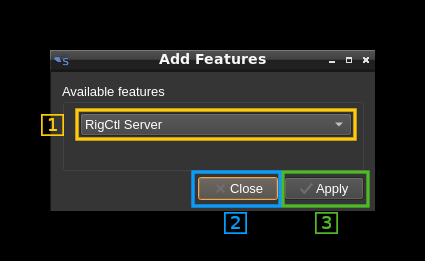 S
Add Features
Available features
1
RigCtl Server
Close
Apply
2
3